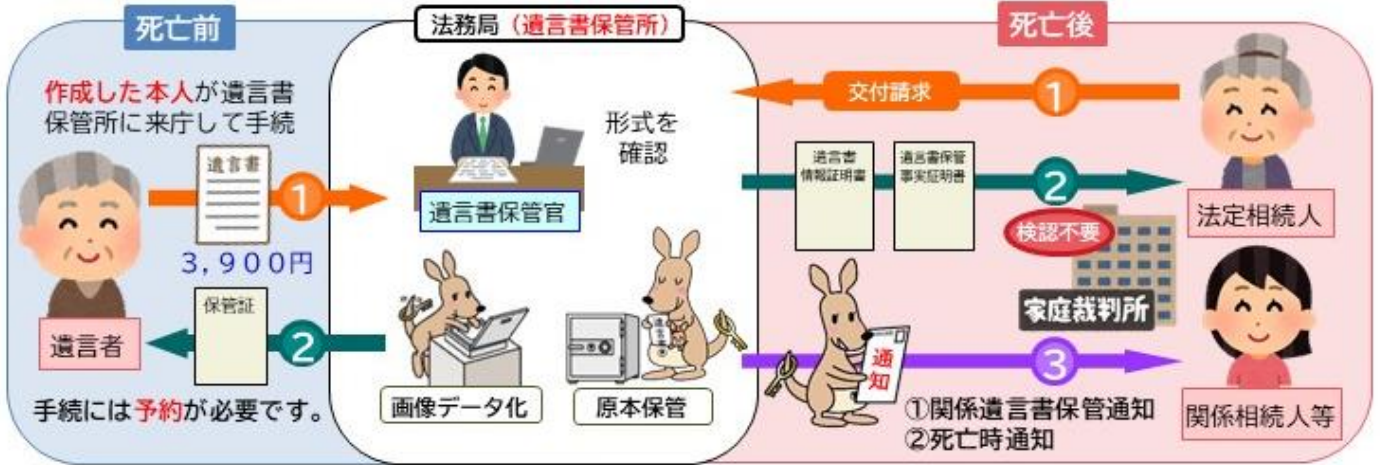 死亡前
作成した本人が遺言書
保管所に来庁して手続
遺言書
1
3,900円
遺言者
保管証
2
手続には予約が必要です。
法務局（遺言書保管所）
形式を
確認
遺言書保管官
画像データ化
遺言書
原本保管
死亡後
交付請求
1
遺言書
情報証明書
遺言書保管
事実証明書
2
法定相続人
検認不要
家庭裁判所
通知
3
①関係遺言書保管通知
②死亡時通知
関係相続人等